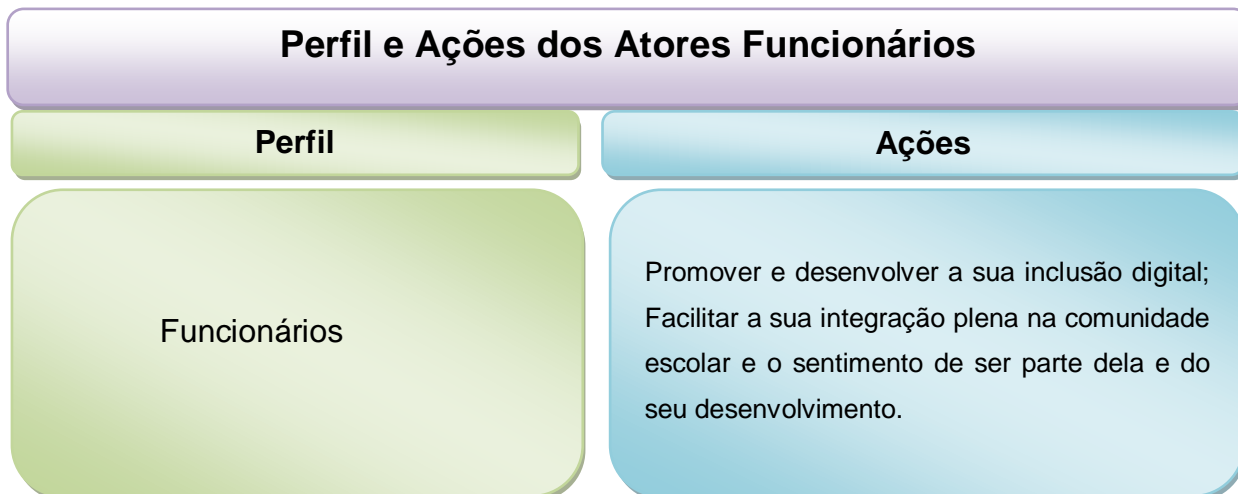 Perfil e Ações dos Atores Funcionários
Perfil
Ações
Funcionários
Promover e desenvolver a sua inclusão digital;
Facilitar a sua integração plena na comunidade
escolar e o sentimento de ser parte dela e do
seu desenvolvimento.